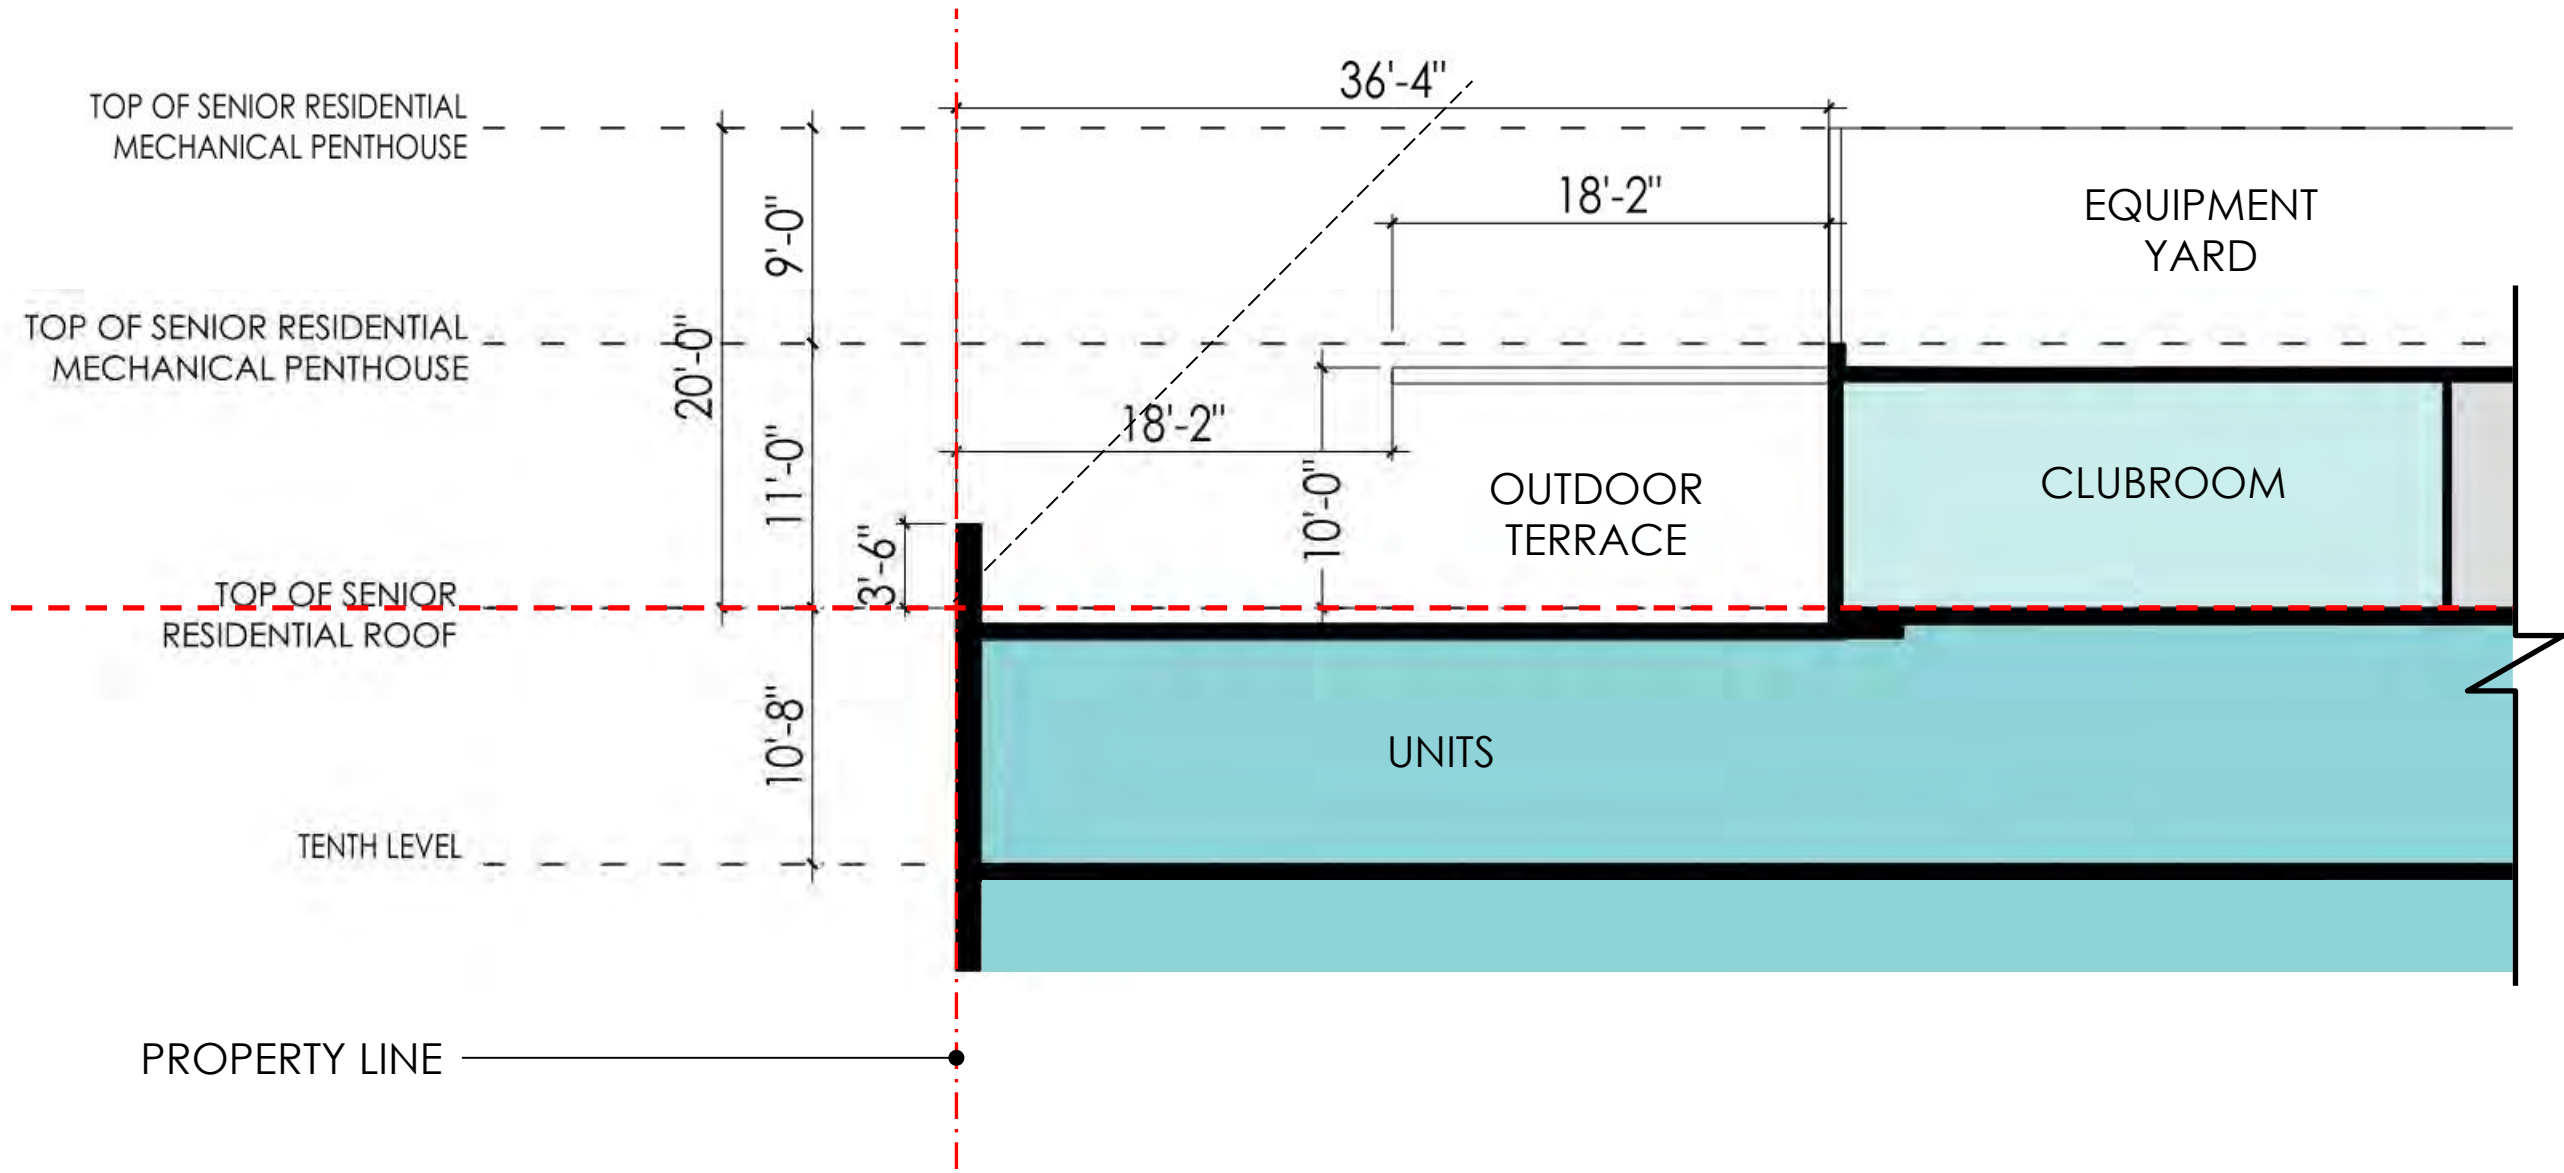 36'-4"
TOP OF SENIOR RESIDENTIAL
MECHANICAL PENTHOUSE
18'-2"
EQUIPMENT
YARD
9'-0"
TOP OF SENIOR RESIDENTIAL
MECHANICAL PENTHOUSE
20'-0"
18'-2"
11'-0"
10'-0"
OUTDOOR
TERRACE
CLUBROOM
3'-6"
TOP OF SENIOR
RESIDENTIAL ROOF
10'-8"
UNITS
TENTH LEVEL
PROPERTY LINE